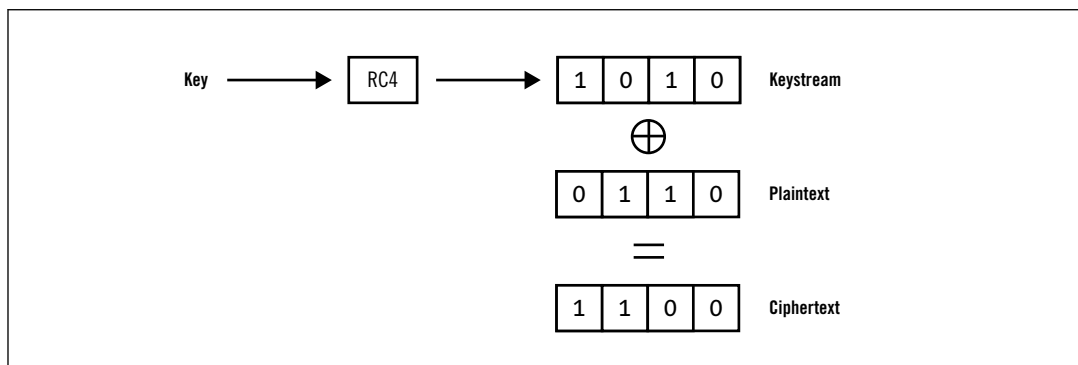 Key RC4 1 0 1 0 Keystream
0 1 1 0 Plaintext
1 1 0 0 Ciphertext